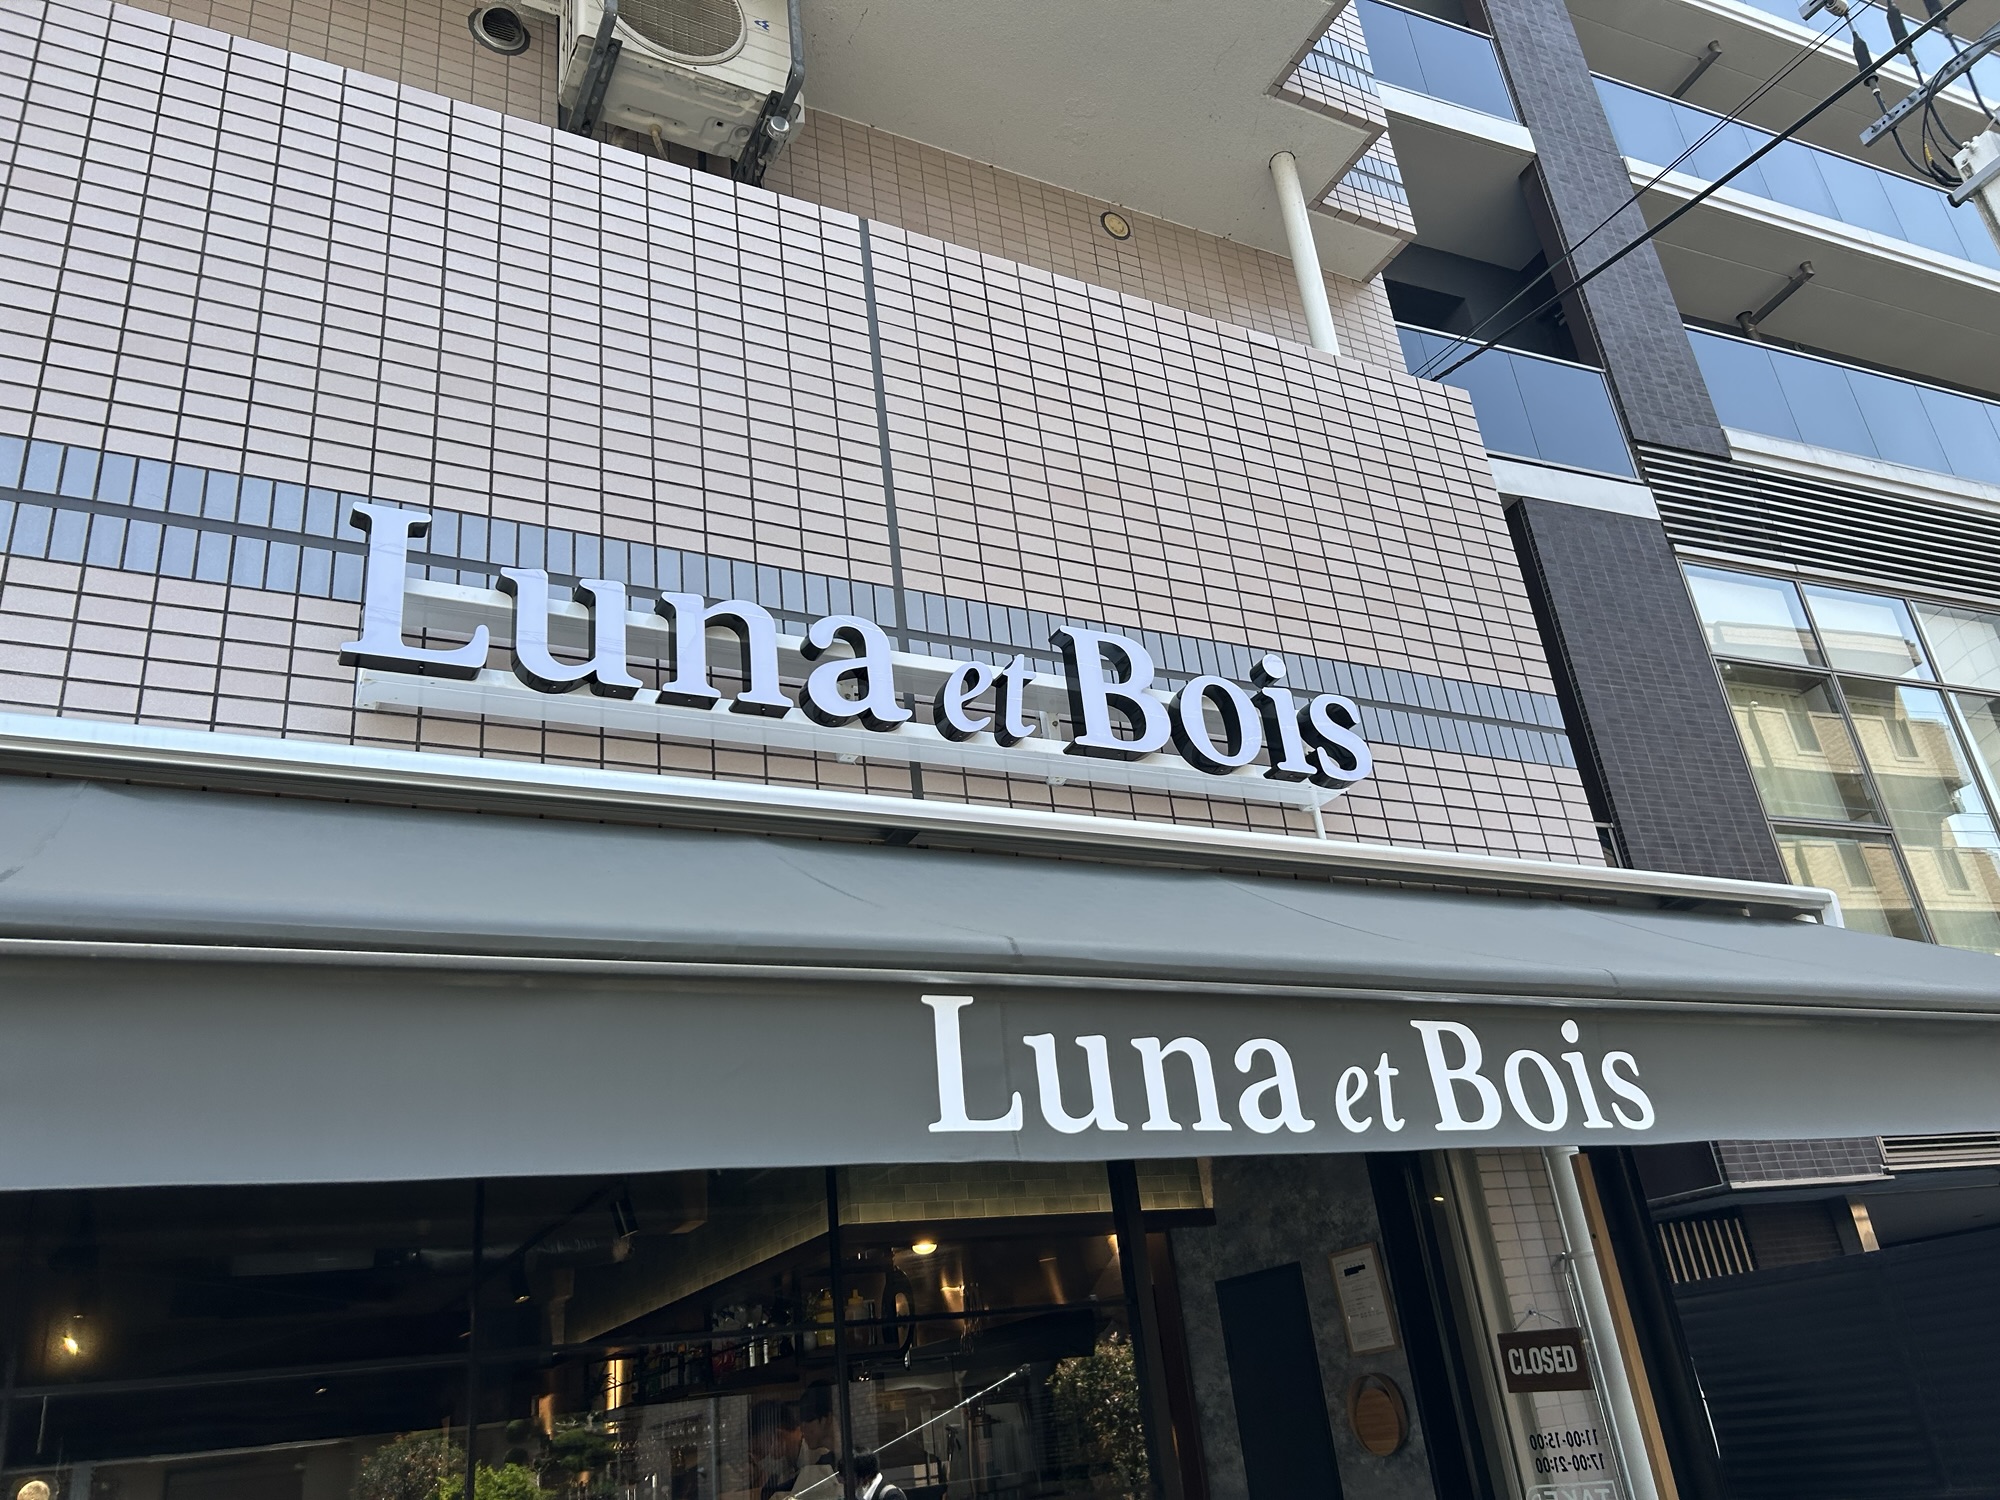 Luna et Bois
Luna et Bois
CLOSED
11:00-15:00
17:00-21:00